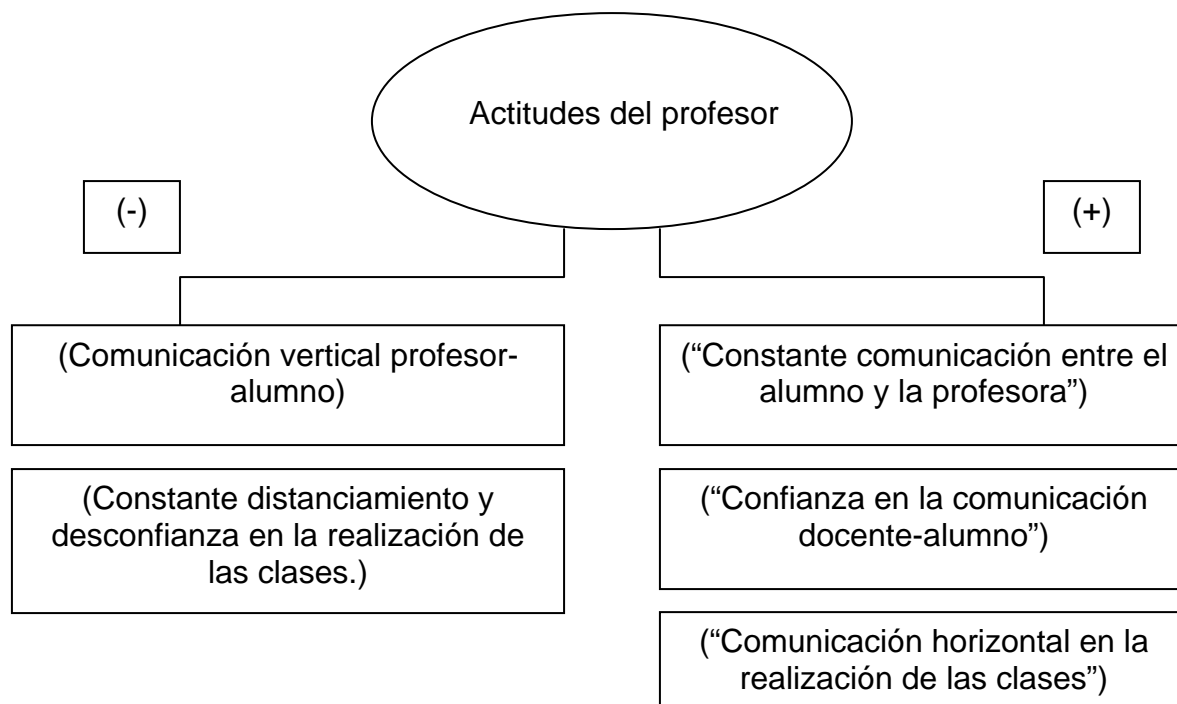 Actitudes del profesor
(-)
(+)
(Comunicación vertical profesor-
alumno)
(Constante distanciamiento y
desconfianza en la realización de
las clases.)
(“Constante comunicación entre el
alumno y la profesora”)
(“Confianza en la comunicación
docente-alumno”)
(“Comunicación horizontal en la
realización de las clases”)